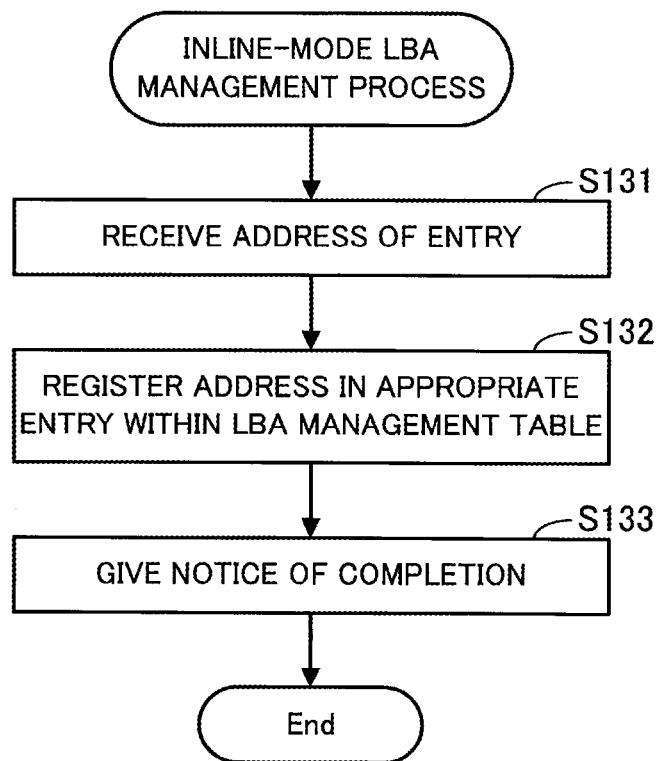 INLINE-MODE LBA
MANAGEMENT PROCESS
S131
RECEIVE ADDRESS OF ENTRY
S132
REGISTER ADDRESS IN APPROPRIATE
ENTRY WITHIN LBA MANAGEMENT TABLE
S133
GIVE NOTICE OF COMPLETION
End